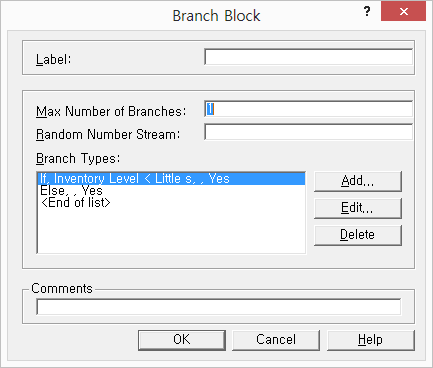 Branch Block
?
Label:
Max Number of Branches: 1
Random Number Stream:
Branch Types:
If, Inventory Level < Little s, , Yes
Else, , Yes
<End of list>
Add...
Edit...
Delete
Comments
OK Cancel Help